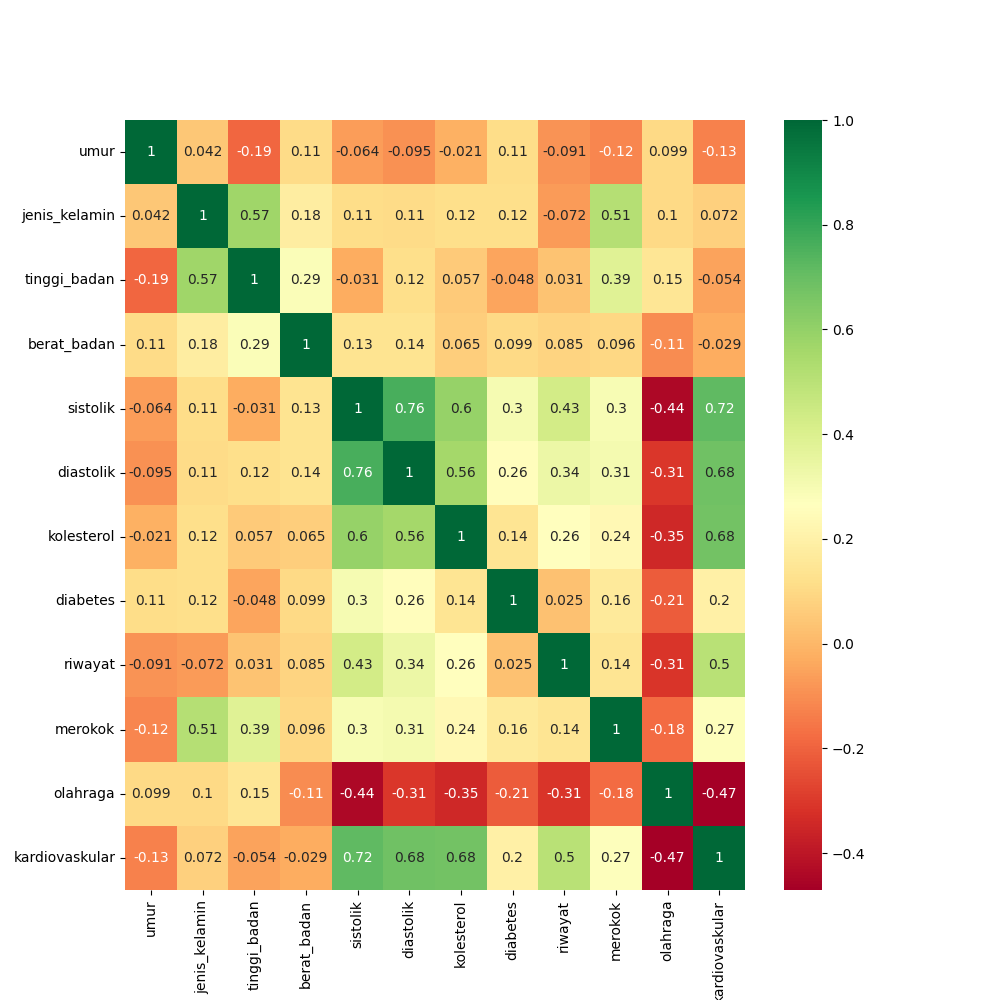 umur 1 0.042 -0.19 0.11 -0.064 -0.095 -0.021 0.11 -0.091 -0.12 0.099 -0.13
jenis_kelamin 0.042 1 0.57 0.18 0.11 0.11 0.12 0.12 -0.072 0.51 0.1 0.072
tinggi_badan -0.19 0.57 1 0.29 -0.031 0.12 0.057 -0.048 0.031 0.39 0.15 -0.054
berat_badan 0.11 0.18 0.29 1 0.13 0.14 0.065 0.099 0.085 0.096 -0.11 -0.029
sistolik -0.064 0.11 -0.031 0.13 1 0.76 0.6 0.3 0.43 0.3 -0.44 0.72
diastolik -0.095 0.11 0.12 0.14 0.76 1 0.56 0.26 0.34 0.31 -0.31 0.68
kolesterol -0.021 0.12 0.057 0.065 0.6 0.56 1 0.14 0.26 0.24 -0.35 0.68
diabetes 0.11 0.12 -0.048 0.099 0.3 0.26 0.14 1 0.025 0.16 -0.21 0.2
riwayat -0.091 -0.072 0.031 0.085 0.43 0.34 0.26 0.025 1 0.14 -0.31 0.5
merokok -0.12 0.51 0.39 0.096 0.3 0.31 0.24 0.16 0.14 1 -0.18 0.27
olahraga 0.099 0.1 0.15 -0.11 -0.44 -0.31 -0.35 -0.21 -0.31 -0.18 1 -0.47
kardiovaskular -0.13 0.072 -0.054 -0.029 0.72 0.68 0.68 0.2 0.5 0.27 -0.47 1
umur
jenis_kelamin
tinggi_badan
berat_badan
sistolik
diastolik
kolesterol
diabetes
riwayat
merokok
olahraga
kardiovaskular
1.0
0.8
0.6
0.4
0.2
0.0
−0.2
−0.4